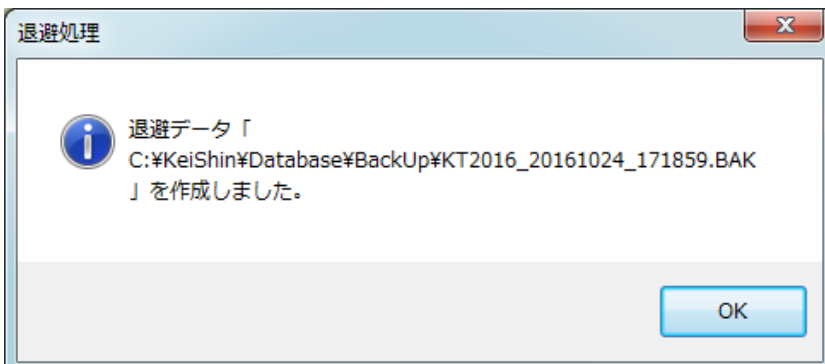 退避処理
退避データ「
C:¥KeiShin¥Database¥BackUp¥KT2016_20161024_171859.BAK
」を作成しました。
OK